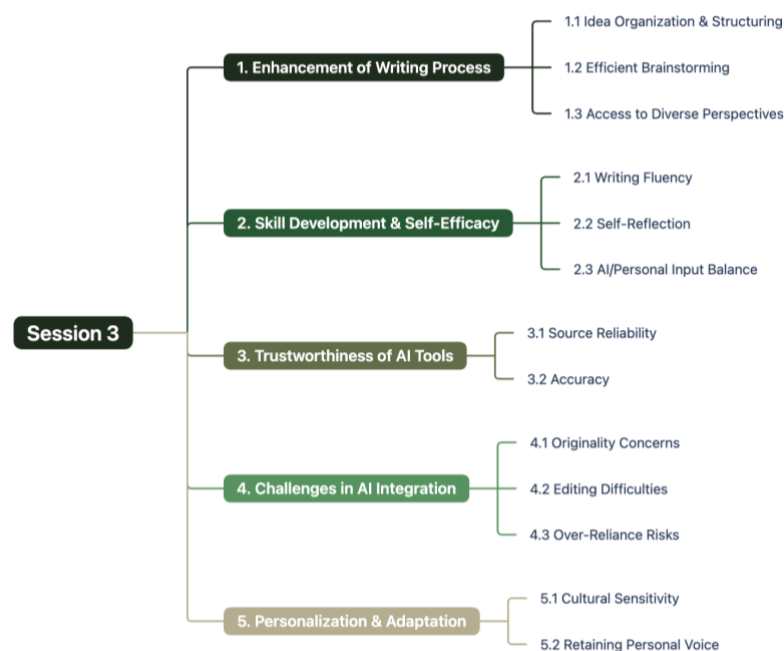 Session 3
1. Enhancement of Writing Process
1.1 Idea Organization & Structuring
1.2 Efficient Brainstorming
1.3 Access to Diverse Perspectives
2. Skill Development & Self-Efficacy
2.1 Writing Fluency
2.2 Self-Reflection
2.3 AI/Personal Input Balance
3. Trustworthiness of AI Tools
3.1 Source Reliability
3.2 Accuracy
4. Challenges in AI Integration
4.1 Originality Concerns
4.2 Editing Difficulties
4.3 Over-Reliance Risks
5. Personalization & Adaptation
5.1 Cultural Sensitivity
5.2 Retaining Personal Voice